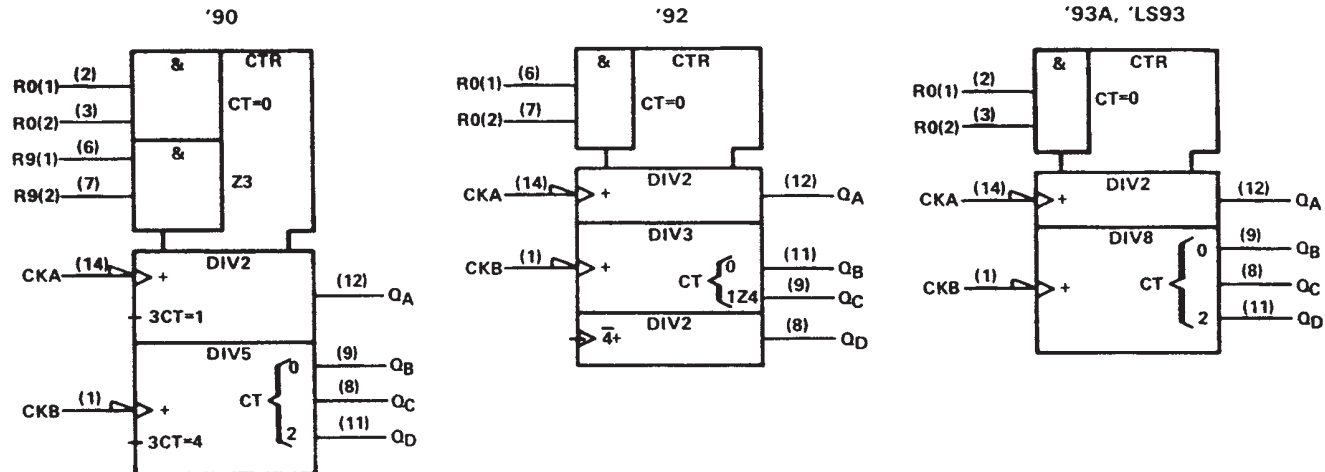 '90
& CTR
R0(1) (2)
CT=0
R0(2) (3)
R9(1) (6) &
Z3
R9(2) (7)
DIV2
CKA (14) +
(12) QA
3CT=1
DIV5
0 (9) QB
CKB (1) + CT (8) QC
3CT=4 2 (11) QD
'92
& CTR
R0(1) (6)
CT=0
R0(2) (7)
DIV2
CKA (14) + (12) QA
DIV3
CKB (1) + 0 (11) QB
CT
1Z4 (9) QC
DIV2
4+ (8) QD
'93A, 'LS93
& CTR
R0(1) (2)
CT=0
R0(2) (3)
DIV2
CKA (14) + (12) QA
DIV8
0 (9) QB
CKB (1) + CT (8) QC
2 (11) QD